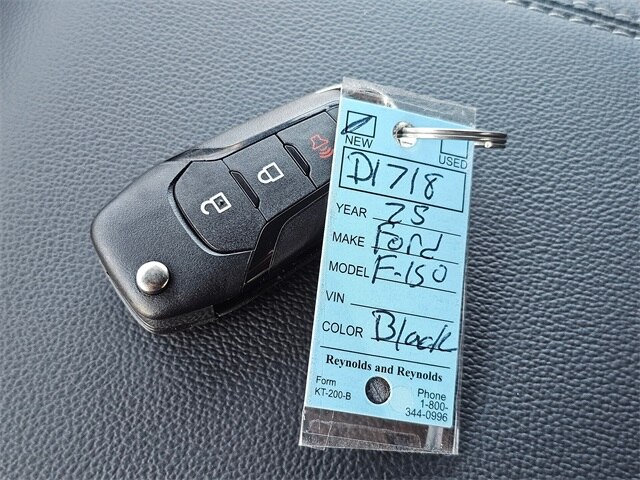 NEW
USED
D1718
YEAR 25
MAKE Ford
MODEL F-150
VIN
COLOR Black
Reynolds and Reynolds
Form
KT-200-B
Phone
1-800-
344-0996